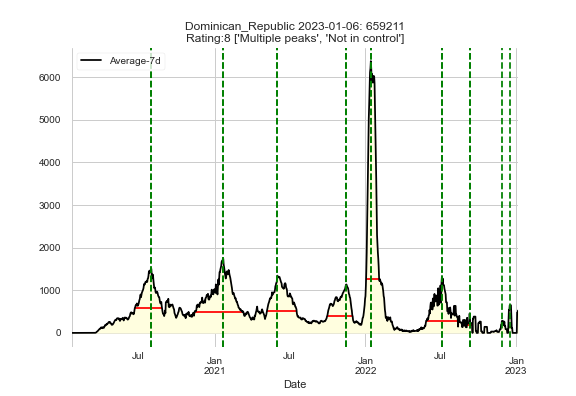 Dominican_Republic 2023-01-06: 659211
Rating:8 ['Multiple peaks', 'Not in control']
Average-7d
6000
5000
4000
3000
2000
1000
0
Jul
Jan
2021
Jul
Jan
2022
Jul
Jan
2023
Date